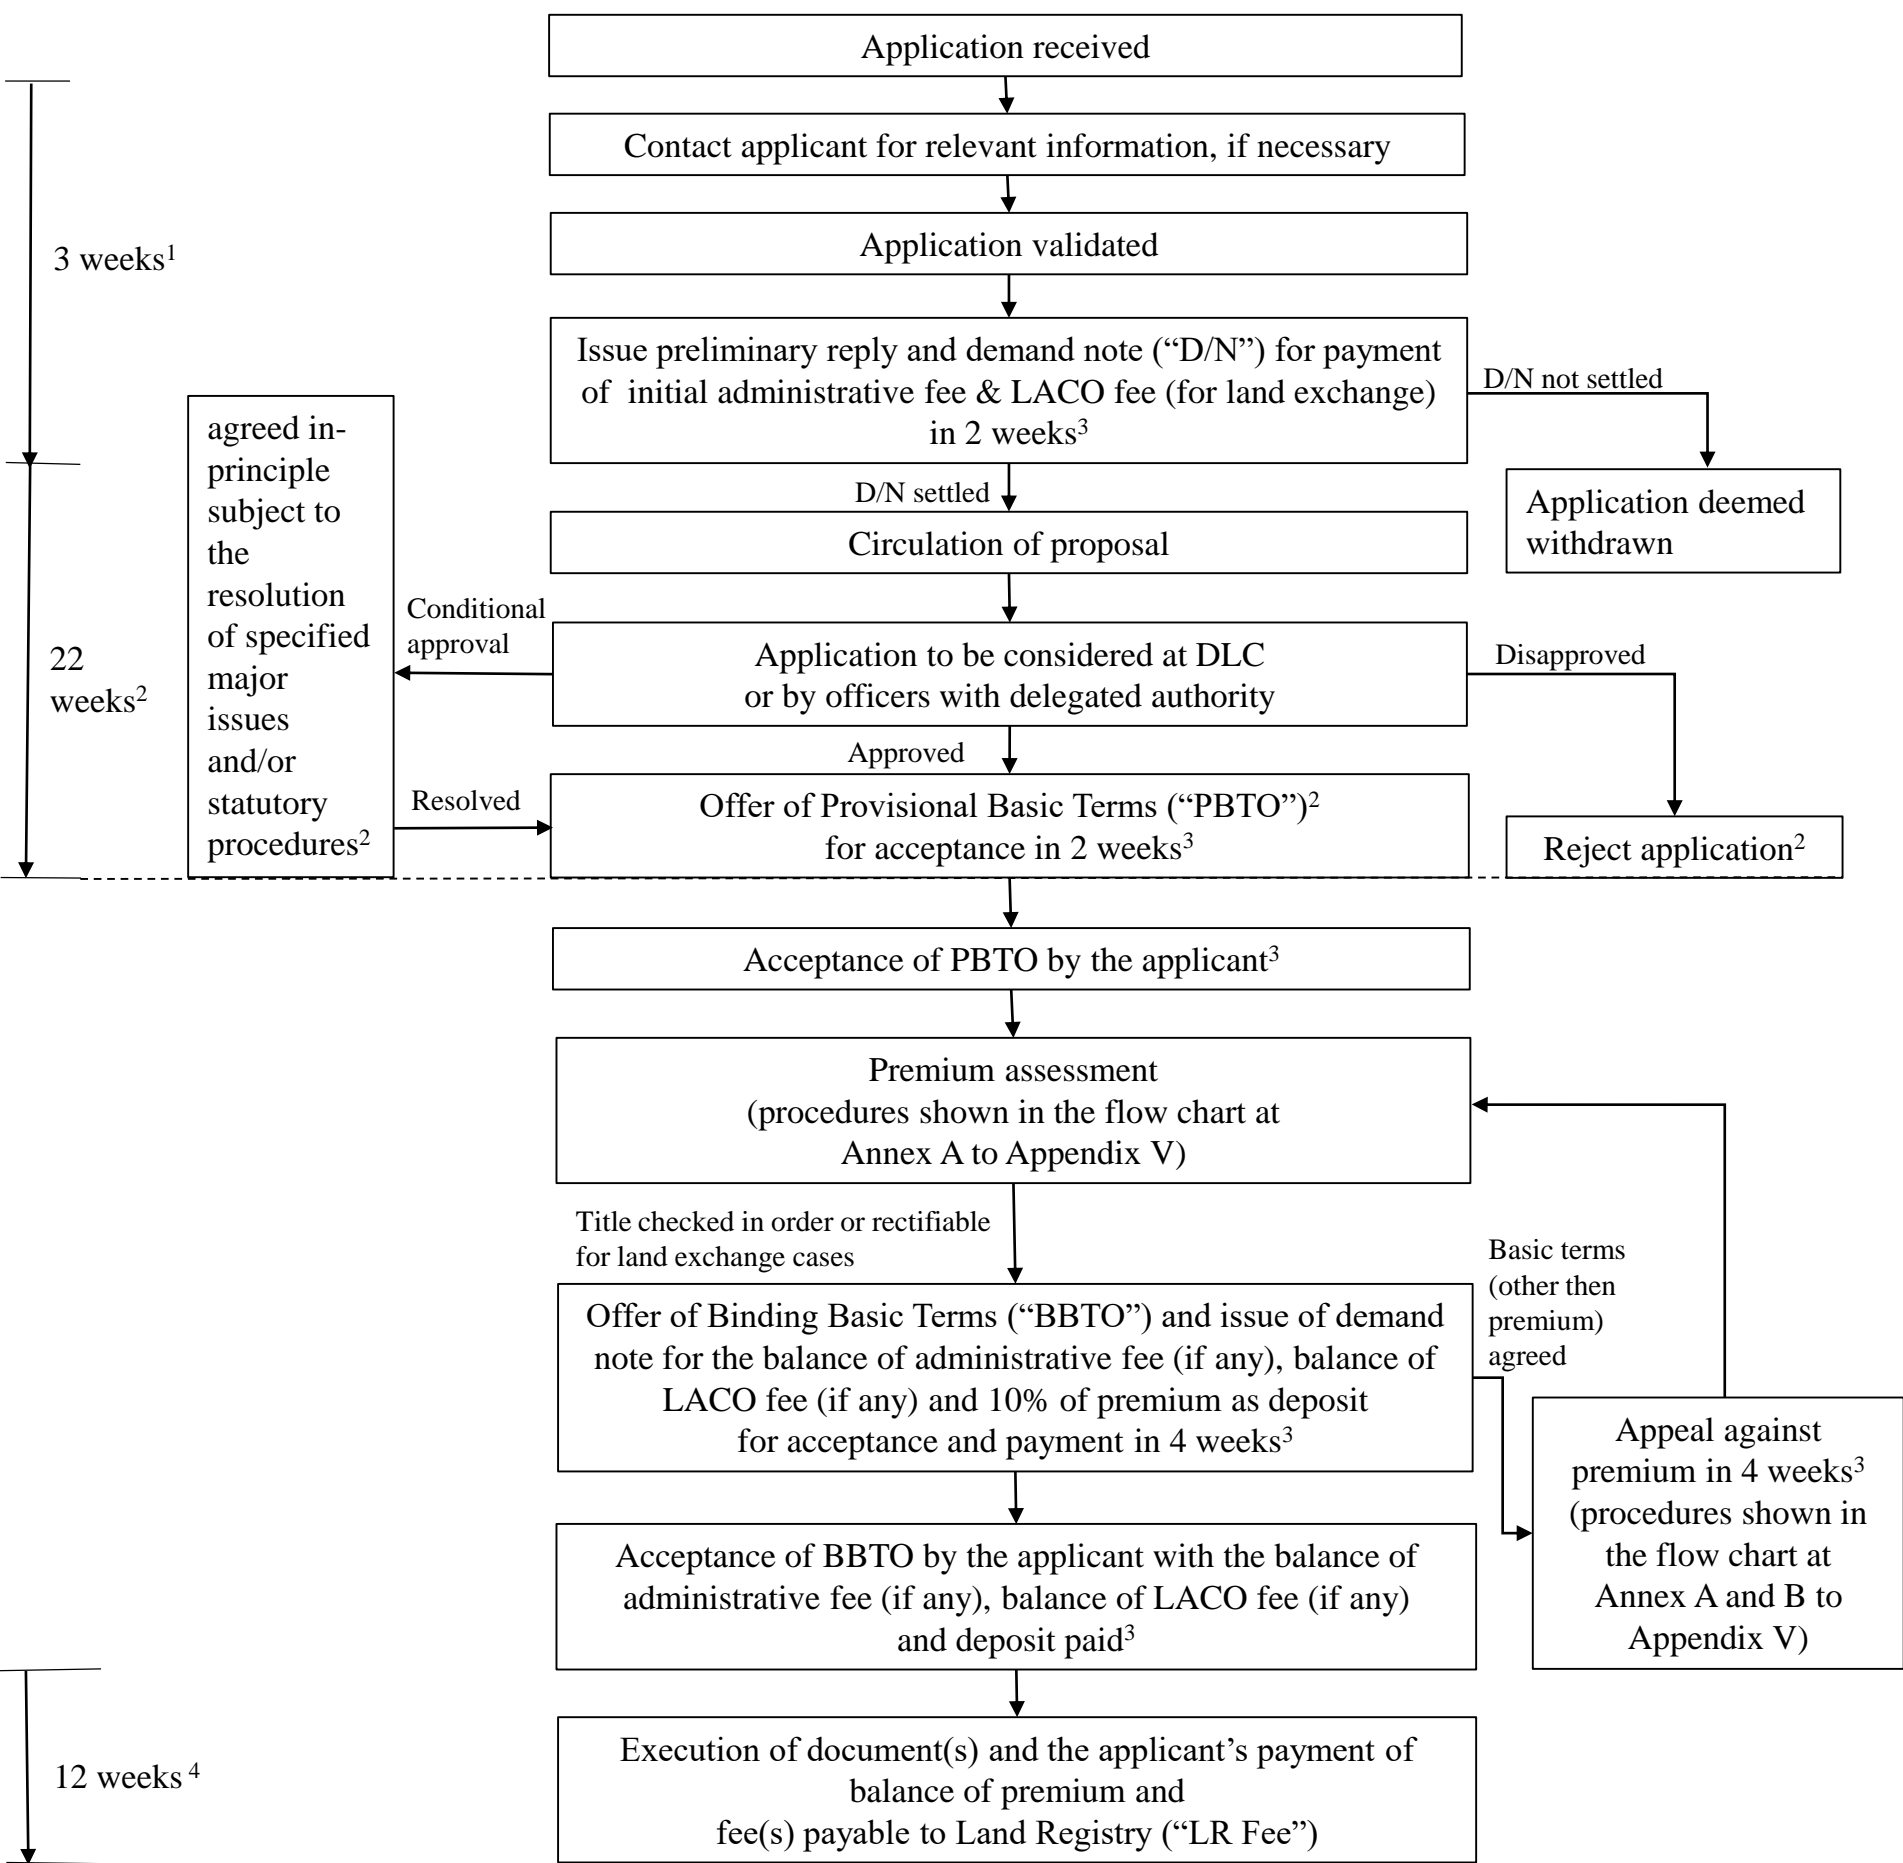 Application received
Contact applicant for relevant information, if necessary
Application validated
3 weeks¹
Issue preliminary reply and demand note (“D/N”) for payment
of initial administrative fee & LACO fee (for land exchange)
in 2 weeks³
D/N not settled
Application deemed
withdrawn
D/N settled
Circulation of proposal
22
weeks²
Application to be considered at DLC
or by officers with delegated authority
Conditional
approval
agreed in-
principle
subject to
the
resolution
of specified
major
issues
and/or
statutory
procedures²
Resolved
Disapproved
Reject application²
Approved
Offer of Provisional Basic Terms (“PBTO”)²
for acceptance in 2 weeks³
Acceptance of PBTO by the applicant³
Premium assessment
(procedures shown in the flow chart at
Annex A to Appendix V)
Title checked in order or rectifiable
for land exchange cases
Offer of Binding Basic Terms (“BBTO”) and issue of demand
note for the balance of administrative fee (if any), balance of
LACO fee (if any) and 10% of premium as deposit
for acceptance and payment in 4 weeks³
Basic terms
(other then
premium)
agreed
Appeal against
premium in 4 weeks³
(procedures shown in
the flow chart at
Annex A and B to
Appendix V)
Acceptance of BBTO by the applicant with the balance of
administrative fee (if any), balance of LACO fee (if any)
and deposit paid³
12 weeks ⁴
Execution of document(s) and the applicant’s payment of
balance of premium and
fee(s) payable to Land Registry (“LR Fee”)